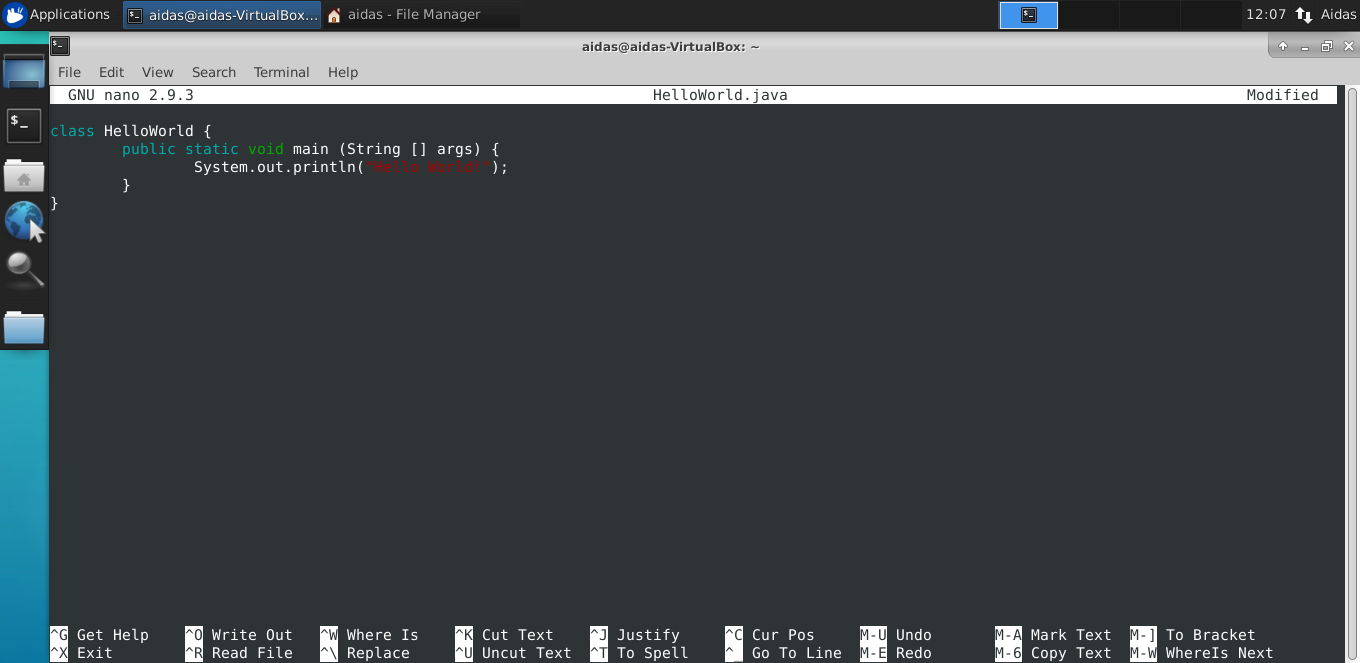 Applications aidas@aidas-VirtualBox... aidas - File Manager 12:07 Aidas
aidas@aidas-VirtualBox: ~
File Edit View Search Terminal Help
GNU nano 2.9.3 HelloWorld.java Modified
class HelloWorld {
public static void main (String [] args) {
System.out.println("Hello World!");
}
}
^G Get Help ^O Write Out ^W Where Is ^K Cut Text ^J Justify ^C Cur Pos M-U Undo M-A Mark Text M-] To Bracket
^X Exit ^R Read File ^\ Replace ^U Uncut Text ^T To Spell ^_ Go To Line M-E Redo M-6 Copy Text M-W WhereIs Next